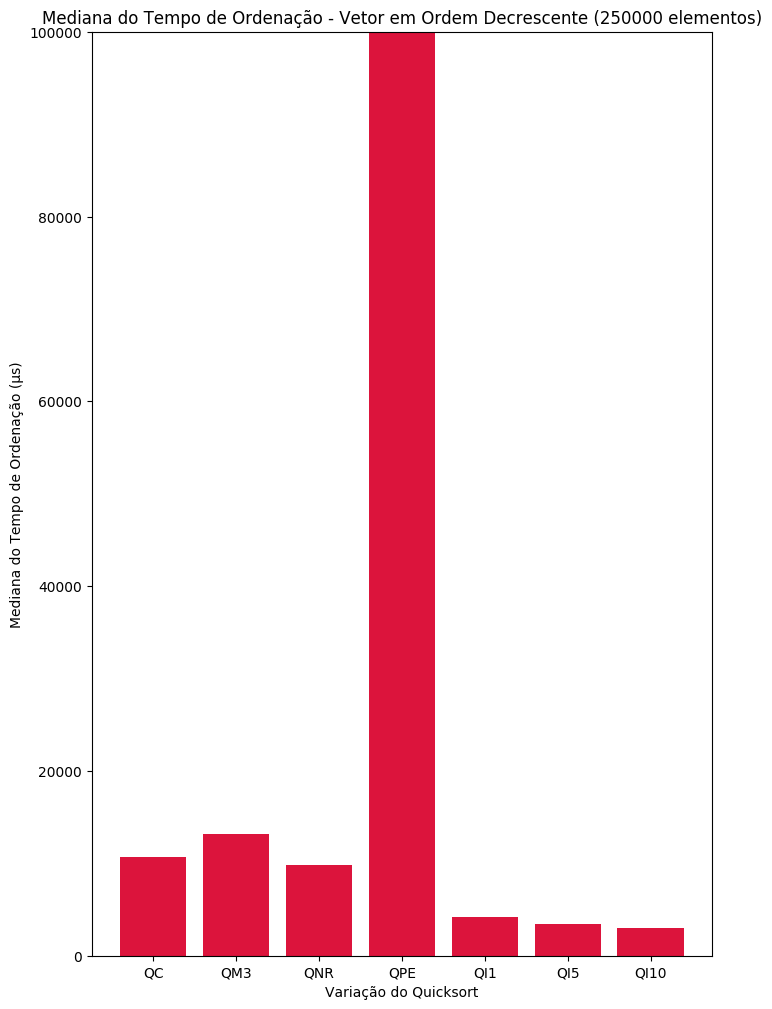 Mediana do Tempo de Ordenação - Vetor em Ordem Decrescente (250000 elementos)
100000
80000
60000
40000
20000
0
Mediana do Tempo de Ordenação (µs)
QC QM3 QNR QPE QI1 QI5 QI10
Variação do Quicksort